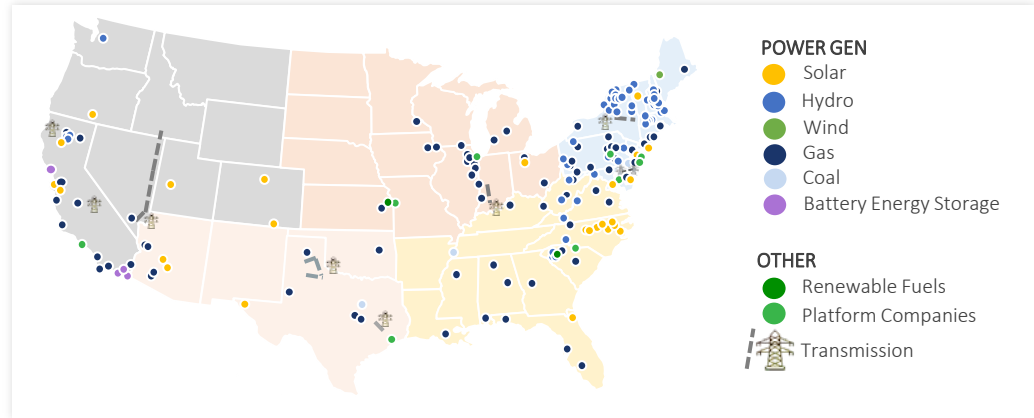 POWER GEN
Solar
Hydro
Wind
Gas
Coal
Battery Energy Storage
OTHER
Renewable Fuels
Platform Companies
Transmission